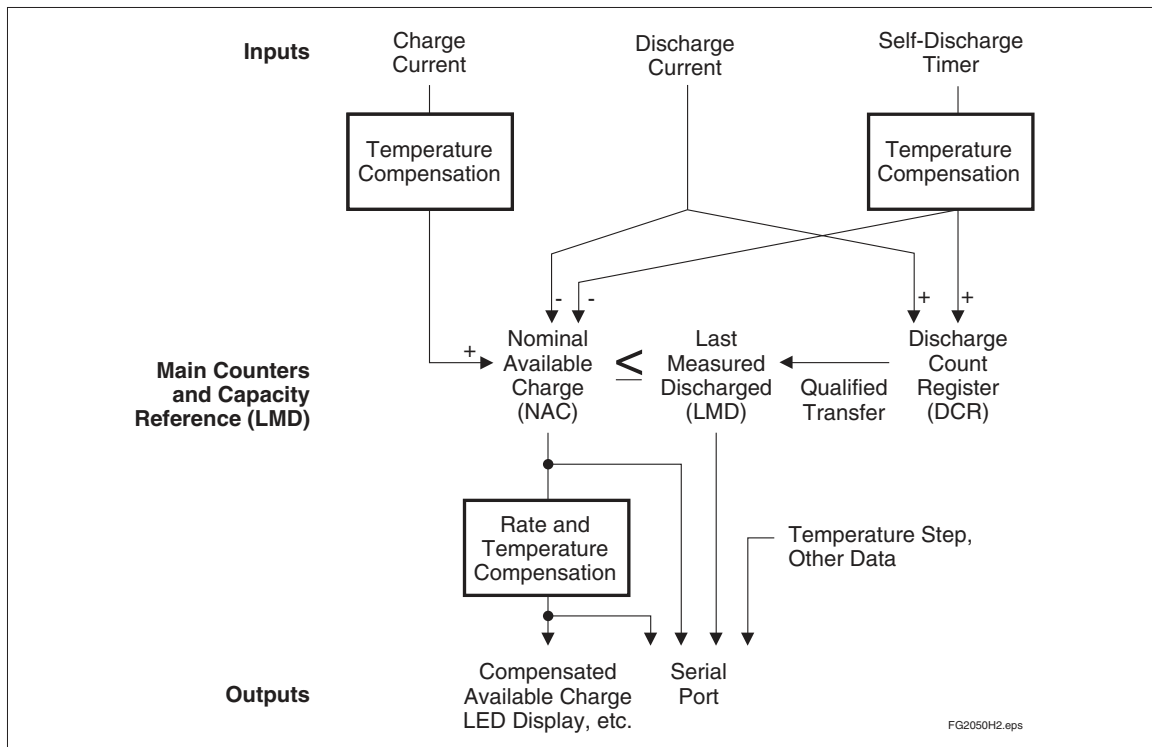 Inputs
Charge
Current
Discharge
Current
Self-Discharge
Timer
Temperature
Compensation
Temperature
Compensation
-
-
+
+
+
Main Counters
and Capacity
Reference (LMD)
Nominal
Available
Charge
(NAC)
≤
Last
Measured
Discharged
(LMD)
Qualified
Transfer
Discharge
Count
Register
(DCR)
Rate and
Temperature
Compensation
Temperature Step,
Other Data
Outputs
Compensated
Available Charge
LED Display, etc.
Serial
Port
FG2050H2.eps